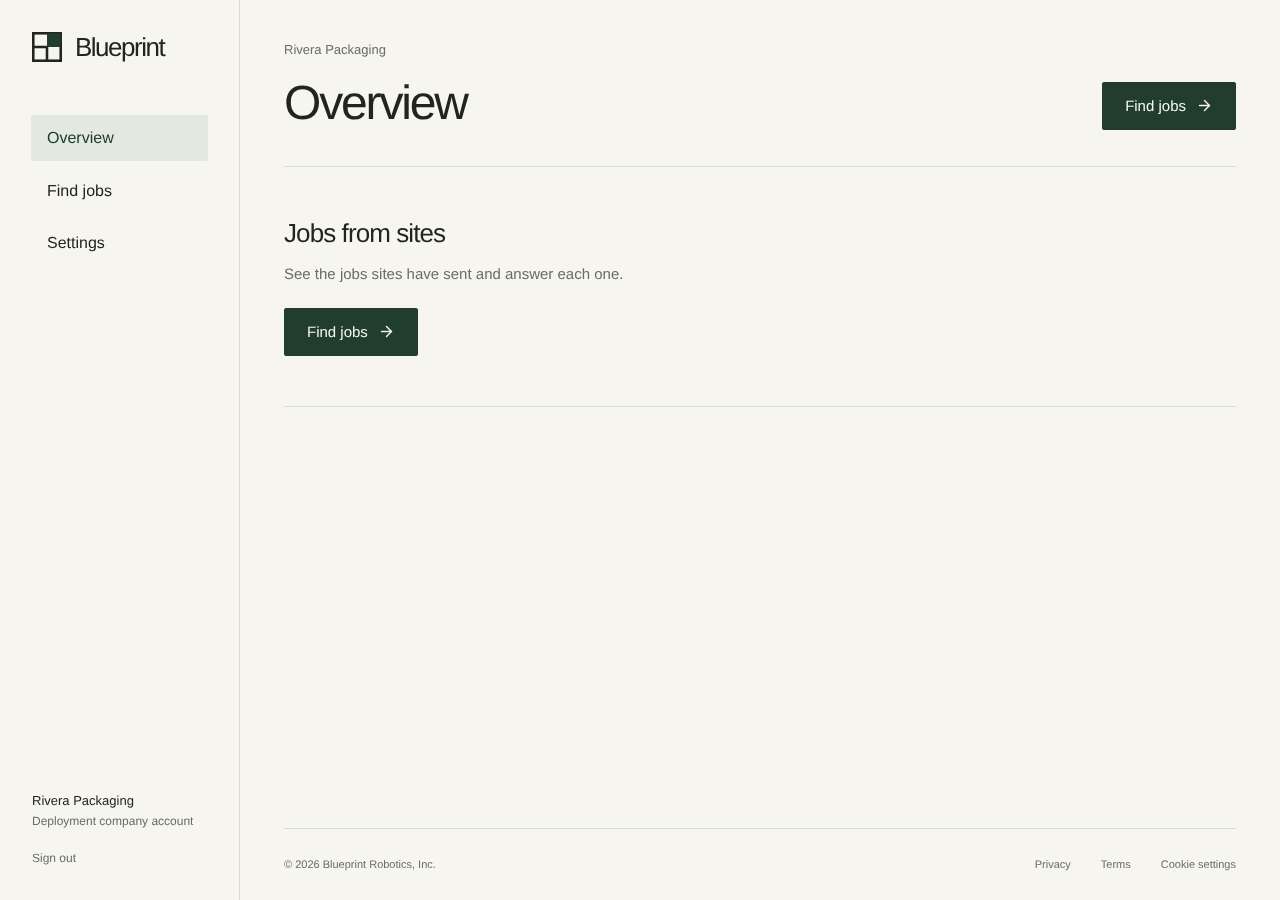 Blueprint
Overview
Find jobs
Settings
Rivera Packaging
Deployment company account
Sign out
Rivera Packaging
Overview
Find jobs
Jobs from sites
See the jobs sites have sent and answer each one.
Find jobs
© 2026 Blueprint Robotics, Inc.
Privacy
Terms
Cookie settings